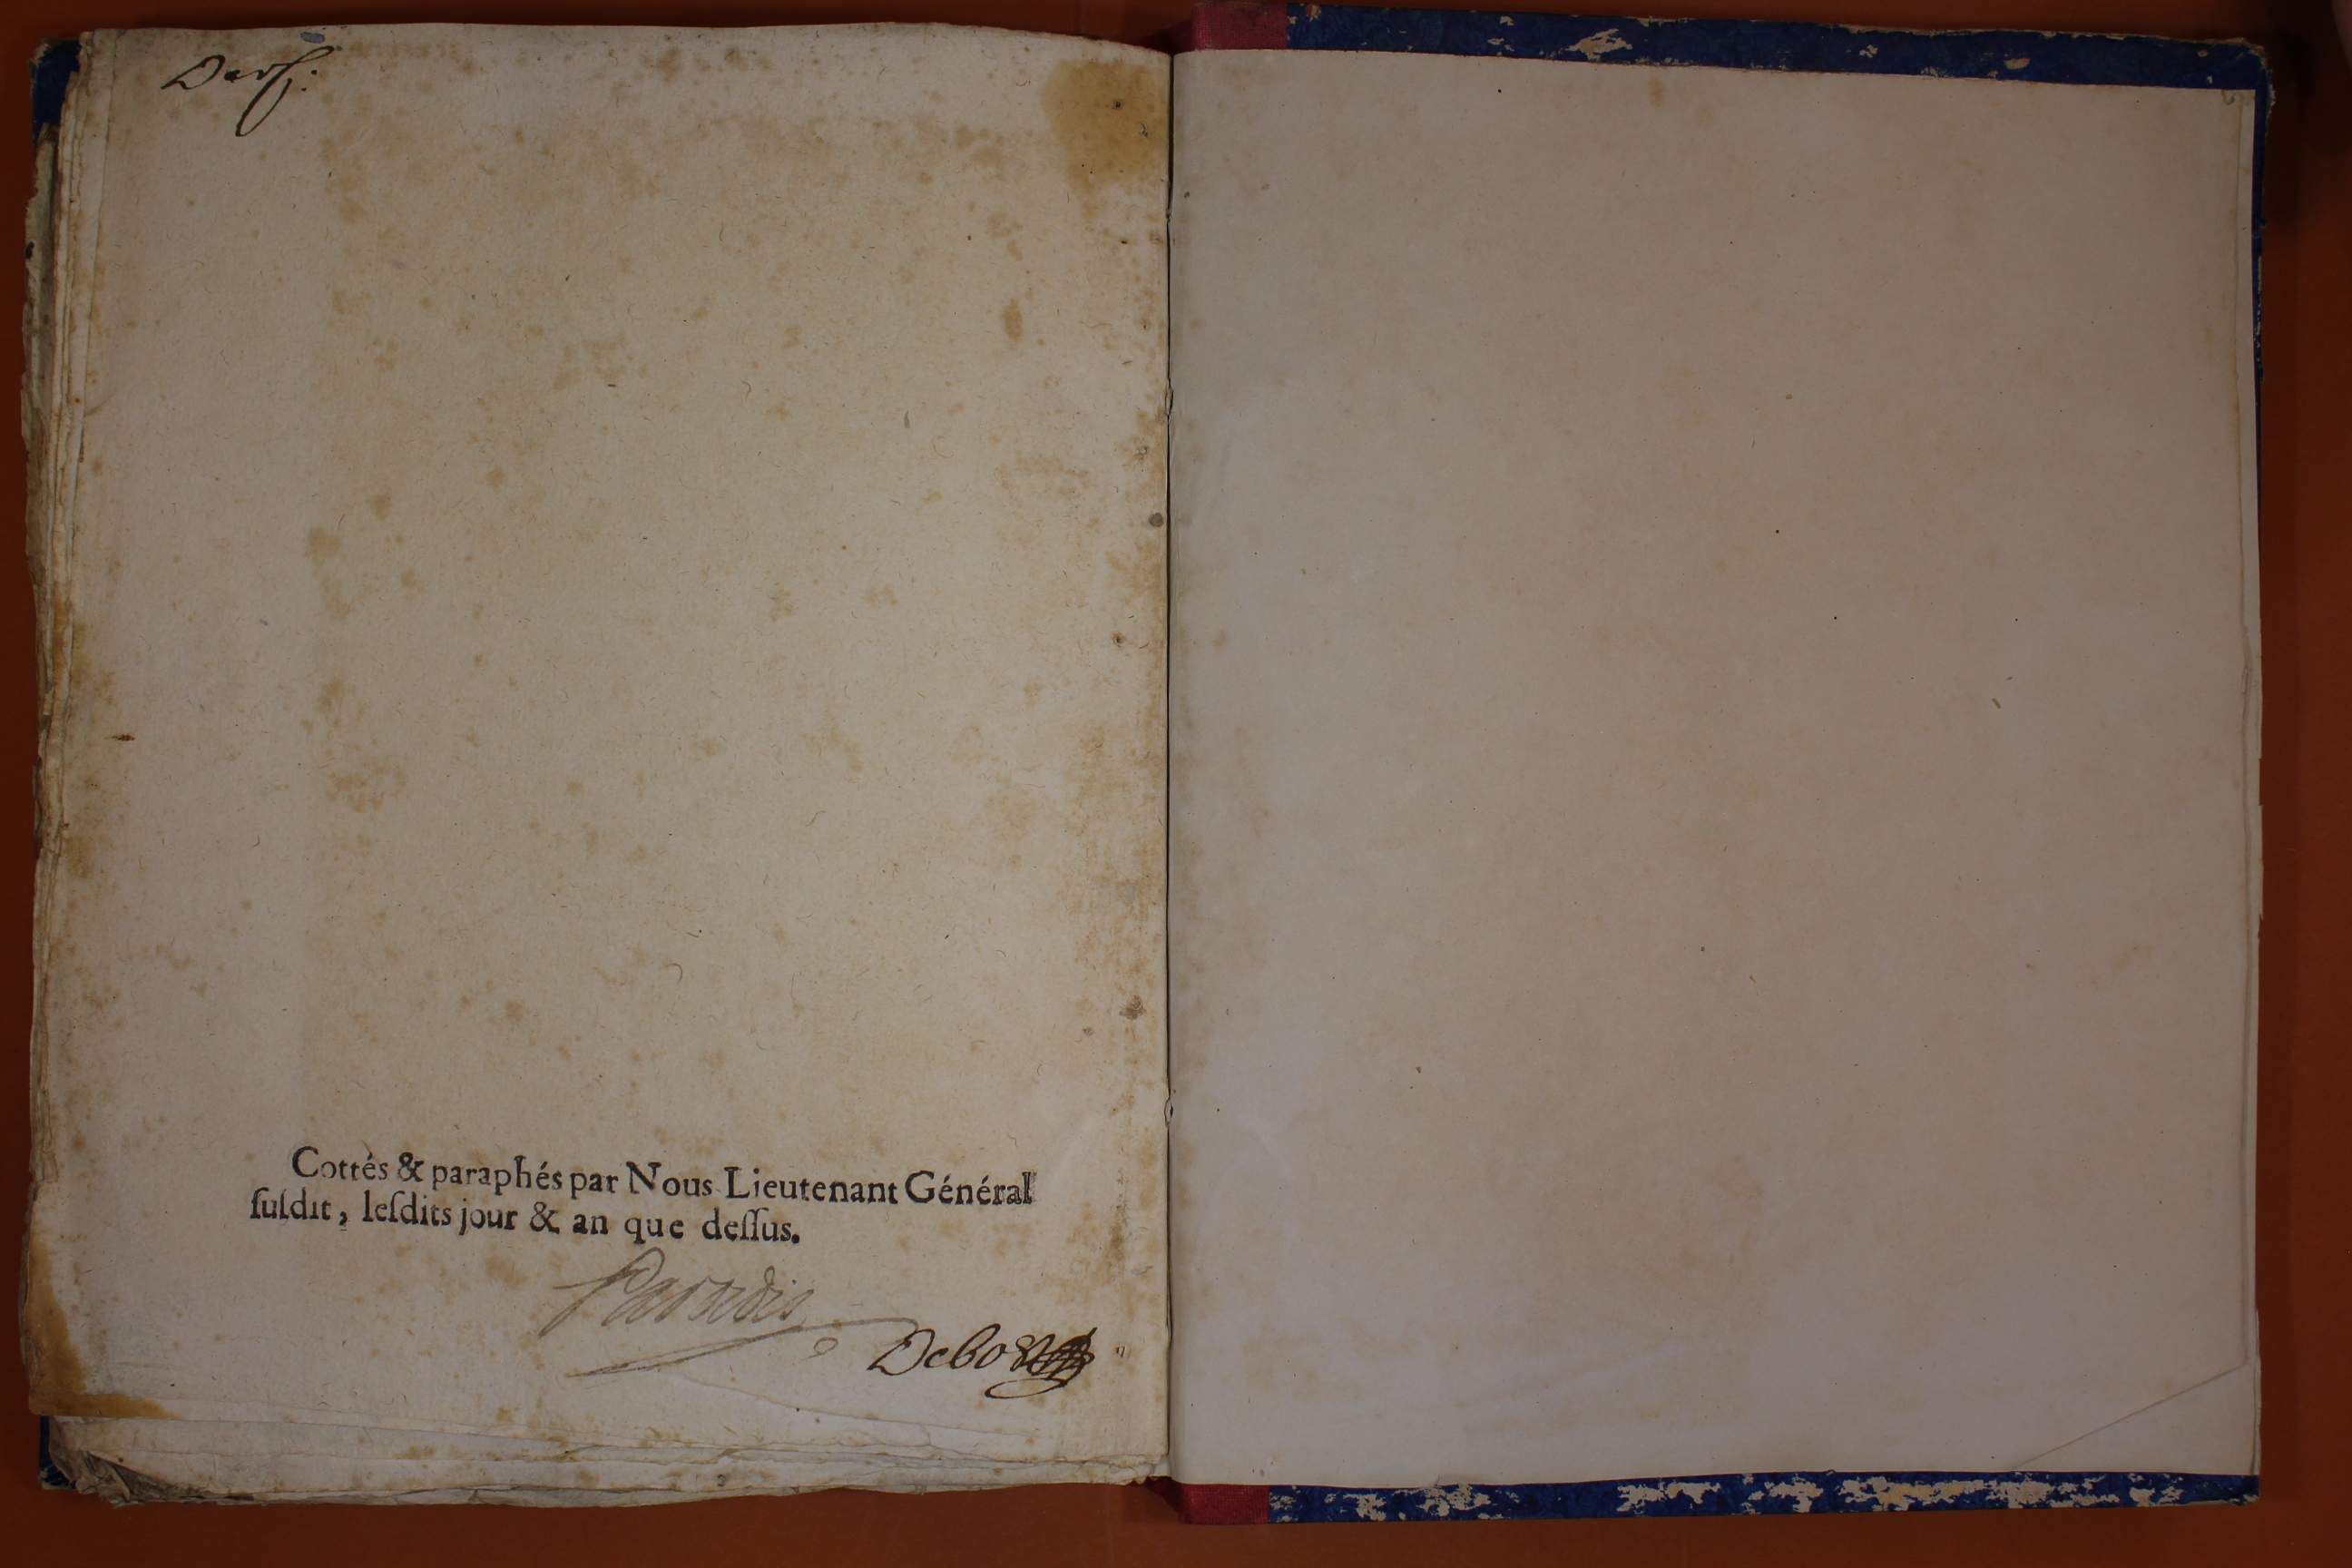 Cottés & paraphés par Nous Lieutenant Général
ſuſdit, leſdits jour & an que deſſus.